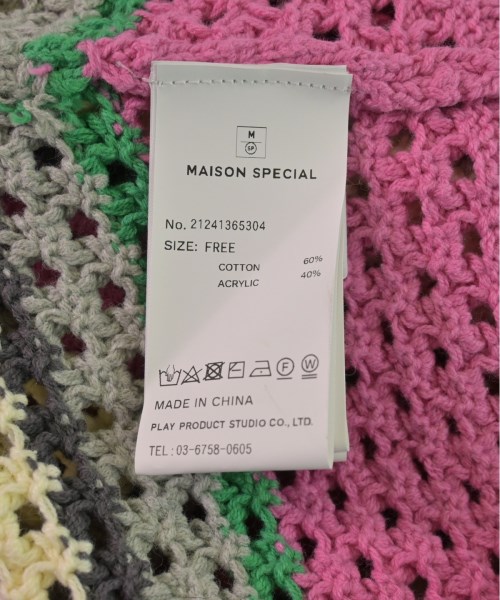 M
SP
MAISON SPECIAL
No. 21241365304
SIZE: FREE
COTTON 60%
ACRYLIC 40%
F W
MADE IN CHINA
PLAY PRODUCT STUDIO CO., LTD.
TEL : 03-6758-0605